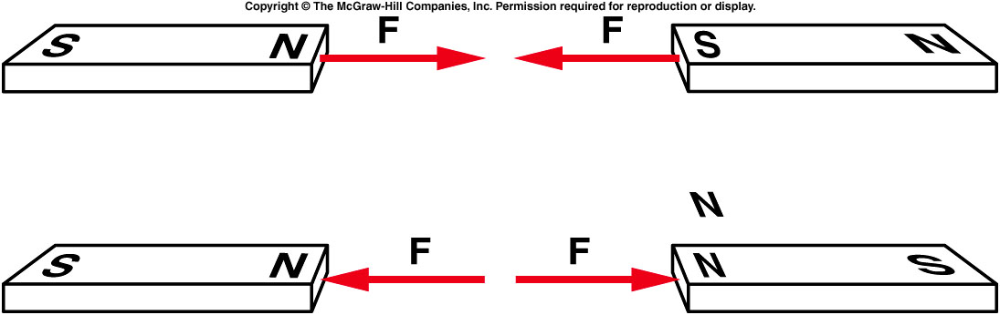 Copyright © The McGraw-Hill Companies, Inc. Permission required for reproduction or display.
F F
S N S N
N
F F
S N N S